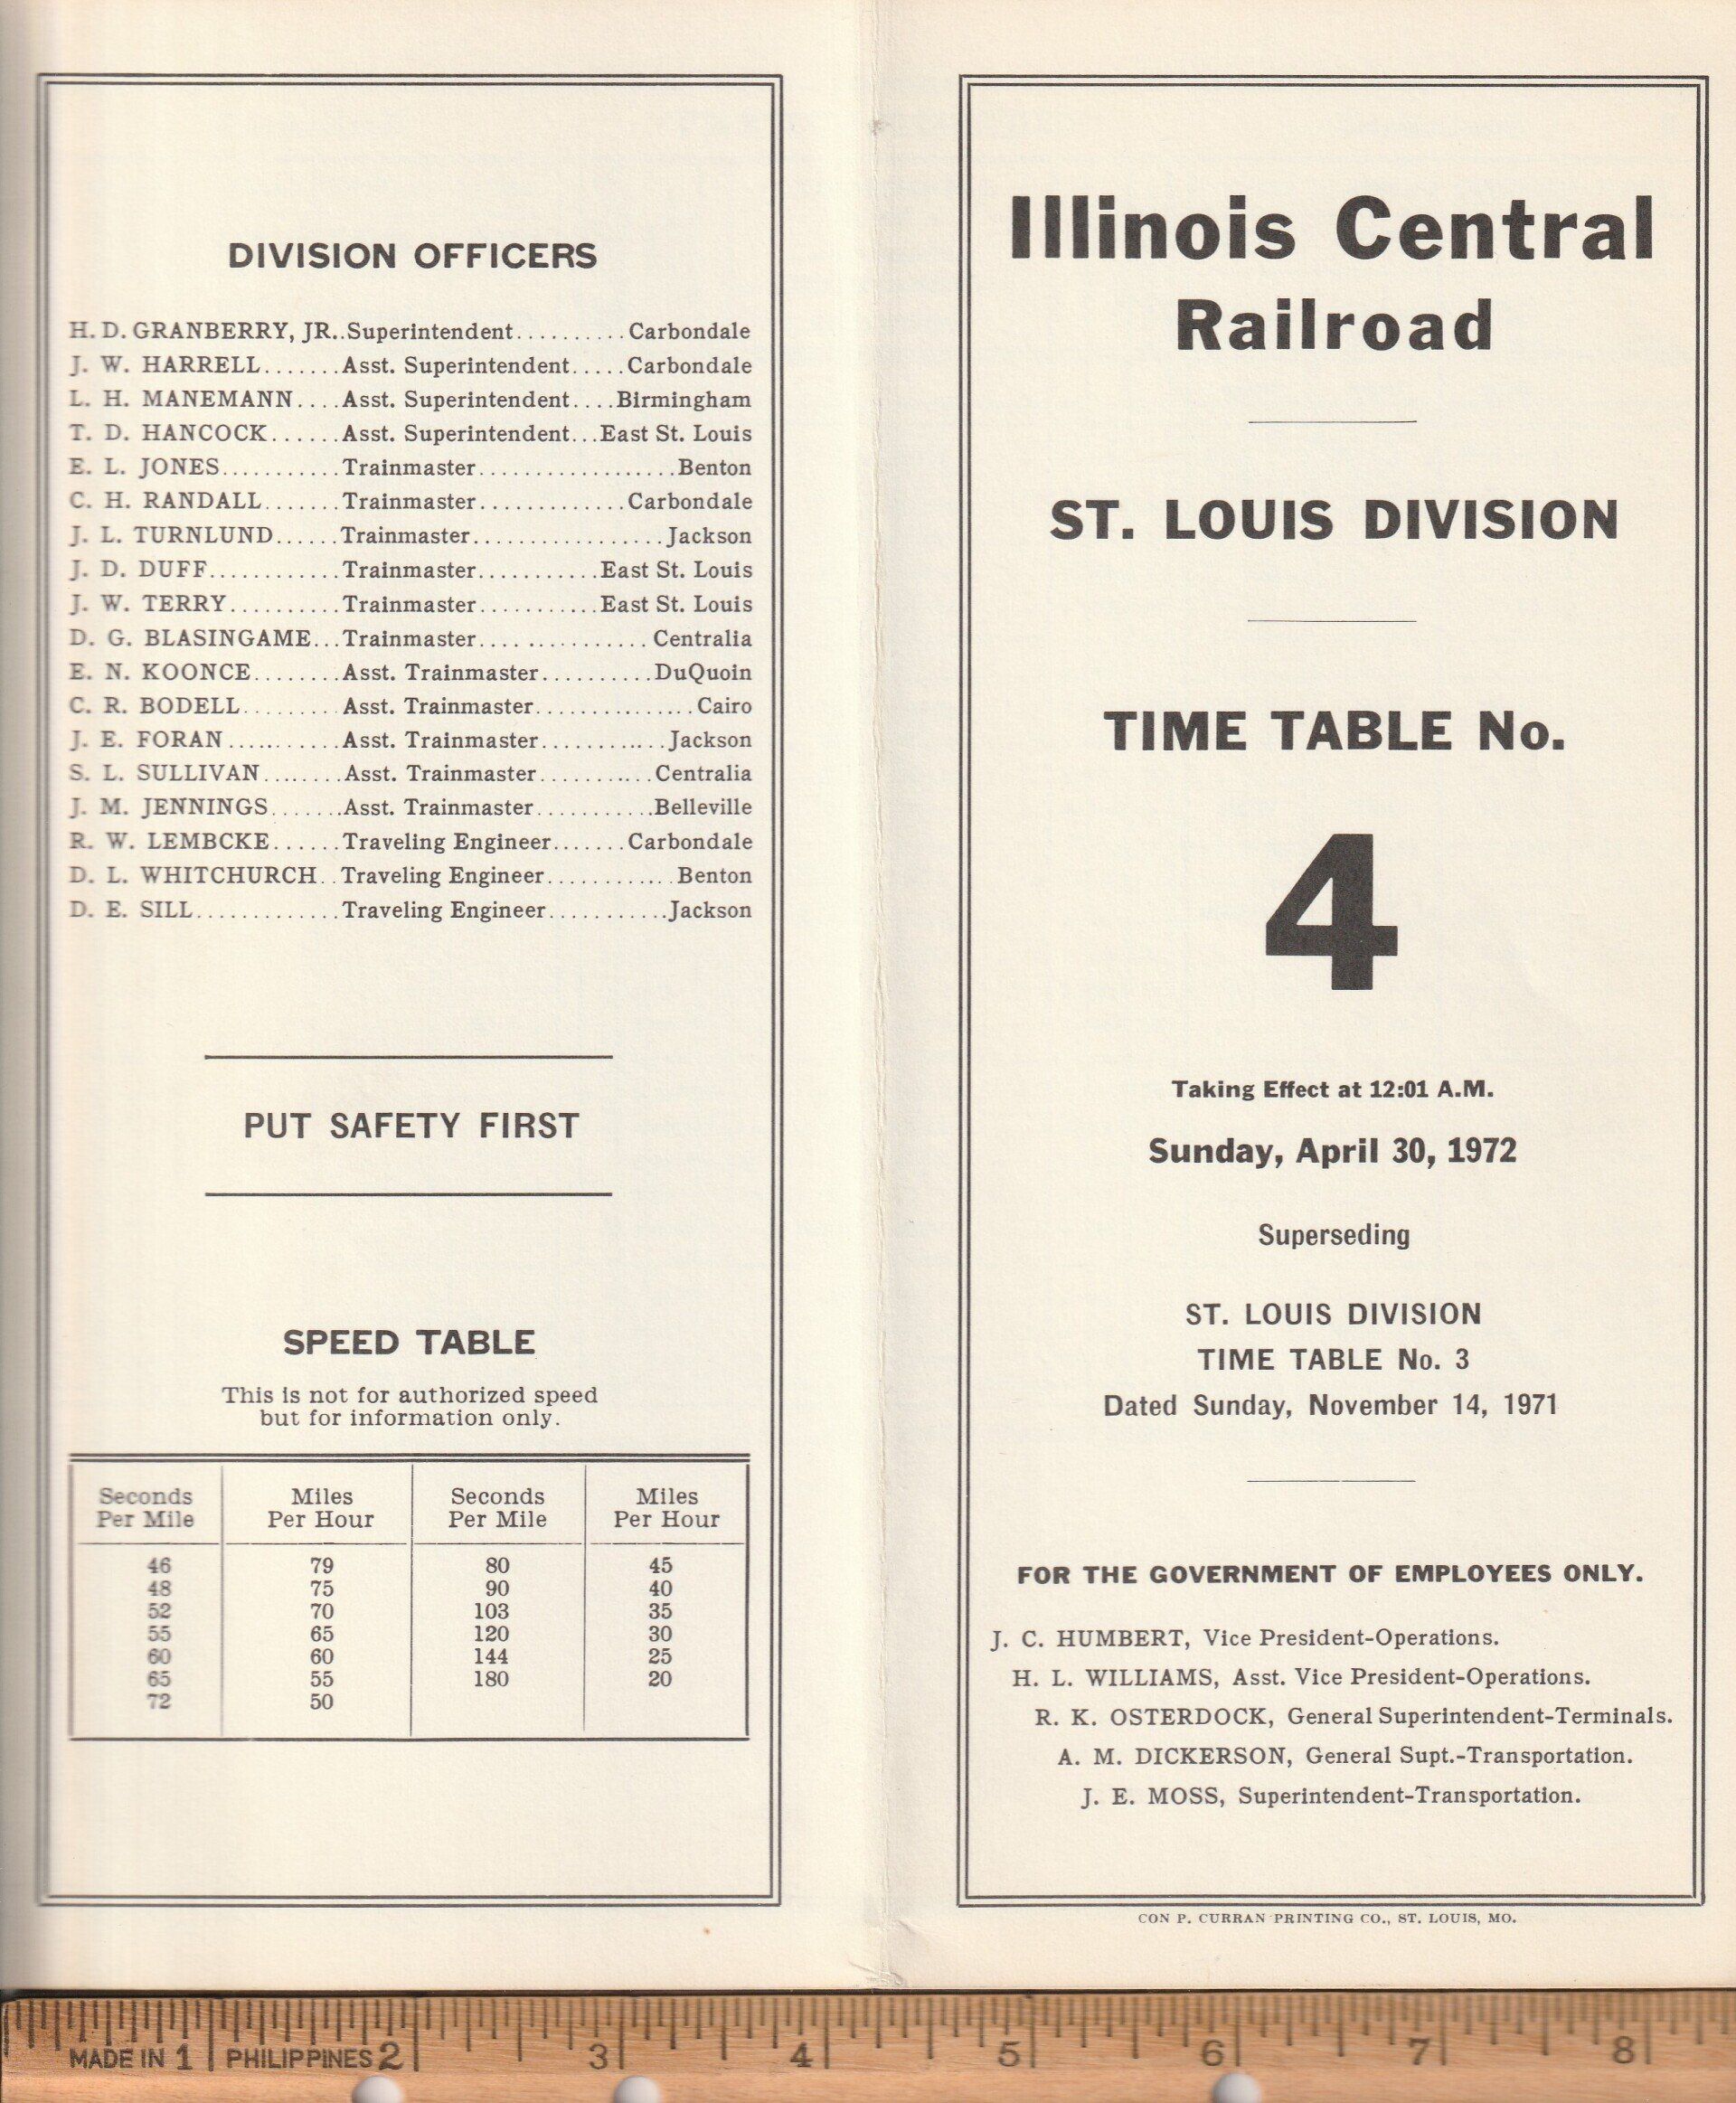 DIVISION OFFICERS
H. D. GRANBERRY, JR..Superintendent..........Carbondale
J. W. HARRELL.......Asst. Superintendent.....Carbondale
L. H. MANEMANN....Asst. Superintendent....Birmingham
T. D. HANCOCK......Asst. Superintendent...East St. Louis
E. L. JONES...........Trainmaster..................Benton
C. H. RANDALL.......Trainmaster.............Carbondale
J. L. TURNLUND......Trainmaster.................Jackson
J. D. DUFF............Trainmaster...........East St. Louis
J. W. TERRY..........Trainmaster...........East St. Louis
D. G. BLASINGAME...Trainmaster................Centralia
E. N. KOONCE........Asst. Trainmaster..........DuQuoin
C. R. BODELL.........Asst. Trainmaster...............Cairo
J. E. FORAN...........Asst. Trainmaster............Jackson
S. L. SULLIVAN........Asst. Trainmaster...........Centralia
J. M. JENNINGS.......Asst. Trainmaster...........Belleville
R. W. LEMBCKE......Traveling Engineer.......Carbondale
D. L. WHITCHURCH..Traveling Engineer............Benton
D. E. SILL.............Traveling Engineer...........Jackson
PUT SAFETY FIRST
SPEED TABLE
This is not for authorized speed
but for information only.
Seconds Per Mile Miles Per Hour Seconds Per Mile Miles Per Hour
46 79 80 45
48 75 90 40
52 70 103 35
55 65 120 30
60 60 144 25
65 55 180 20
72 50
Illinois Central
Railroad
ST. LOUIS DIVISION
TIME TABLE No.
4
Taking Effect at 12:01 A.M.
Sunday, April 30, 1972
Superseding
ST. LOUIS DIVISION
TIME TABLE No. 3
Dated Sunday, November 14, 1971
FOR THE GOVERNMENT OF EMPLOYEES ONLY.
J. C. HUMBERT, Vice President-Operations.
H. L. WILLIAMS, Asst. Vice President-Operations.
R. K. OSTERDOCK, General Superintendent-Terminals.
A. M. DICKERSON, General Supt.-Transportation.
J. E. MOSS, Superintendent-Transportation.
CON P. CURRAN PRINTING CO., ST. LOUIS, MO.
MADE IN 1 PHILIPPINES 2 3 4 5 6 7 8